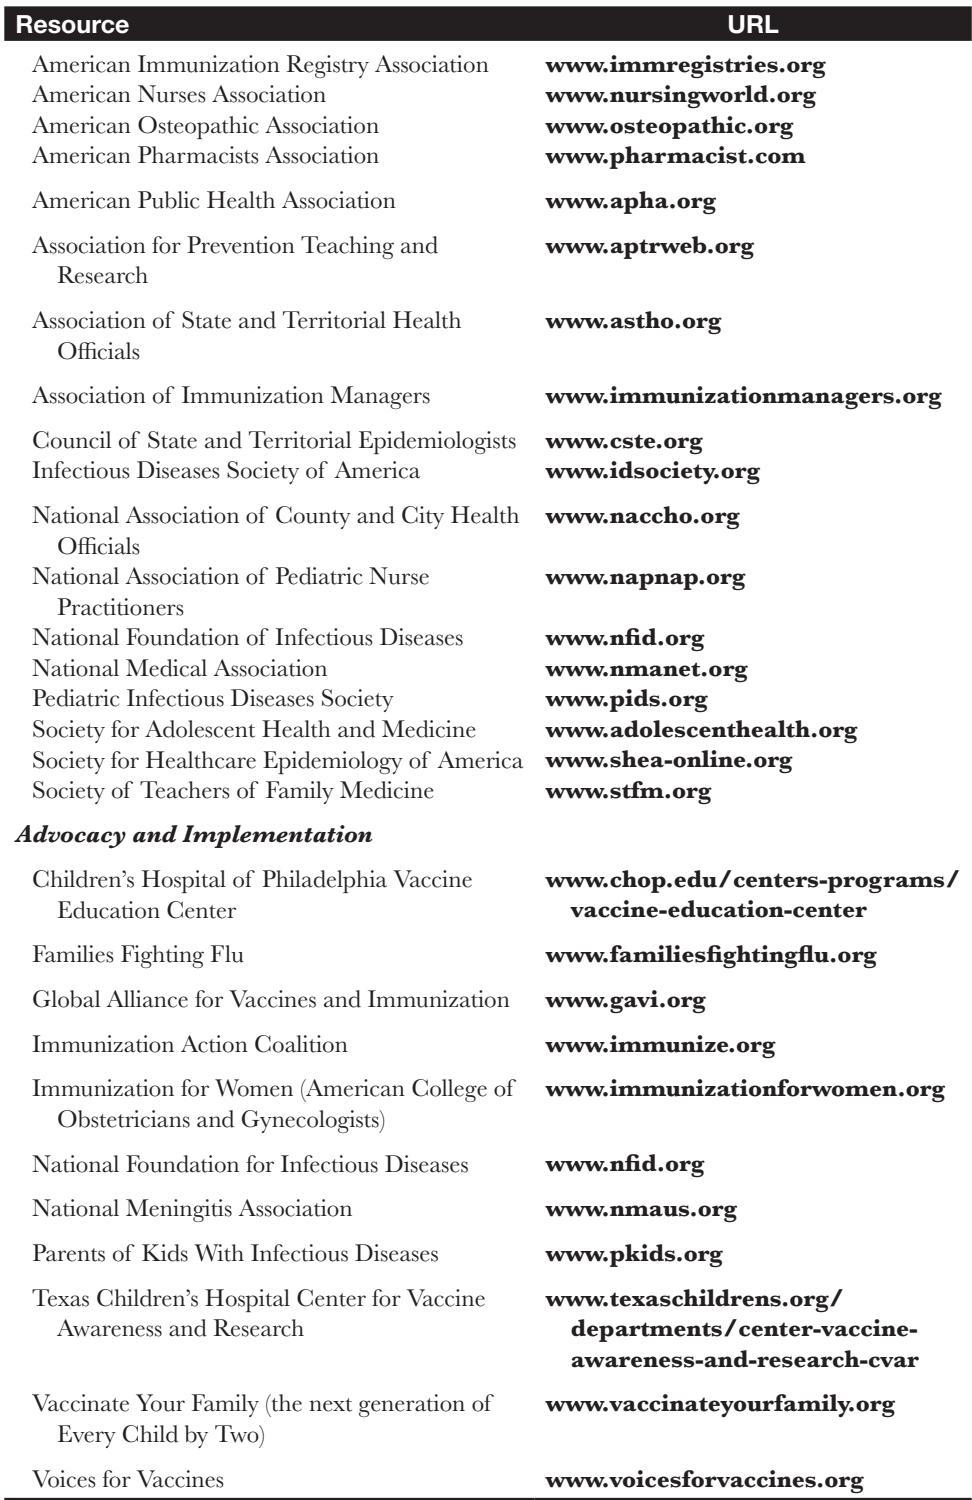 Resource URL
American Immunization Registry Association www.immregistries.org
American Nurses Association www.nursingworld.org
American Osteopathic Association www.osteopathic.org
American Pharmacists Association www.pharmacist.com
American Public Health Association www.apha.org
Association for Prevention Teaching and www.aptrweb.org
Research
Association of State and Territorial Health www.astho.org
Officials
Association of Immunization Managers www.immunizationmanagers.org
Council of State and Territorial Epidemiologists www.cste.org
Infectious Diseases Society of America www.idsociety.org
National Association of County and City Health www.naccho.org
Officials
National Association of Pediatric Nurse www.napnap.org
Practitioners
National Foundation of Infectious Diseases www.nfid.org
National Medical Association www.nmanet.org
Pediatric Infectious Diseases Society www.pids.org
Society for Adolescent Health and Medicine www.adolescenthealth.org
Society for Healthcare Epidemiology of America www.shea-online.org
Society of Teachers of Family Medicine www.stfm.org
Advocacy and Implementation
Children's Hospital of Philadelphia Vaccine www.chop.edu/centers-programs/
Education Center vaccine-education-center
Families Fighting Flu www.familiesfightingflu.org
Global Alliance for Vaccines and Immunization www.gavi.org
Immunization Action Coalition www.immunize.org
Immunization for Women (American College of www.immunizationforwomen.org
Obstetricians and Gynecologists)
National Foundation for Infectious Diseases www.nfid.org
National Meningitis Association www.nmaus.org
Parents of Kids With Infectious Diseases www.pkids.org
Texas Children's Hospital Center for Vaccine www.texaschildrens.org/
Awareness and Research departments/center-vaccine-
awareness-and-research-cvar
Vaccinate Your Family (the next generation of www.vaccinateyourfamily.org
Every Child by Two)
Voices for Vaccines www.voicesforvaccines.org